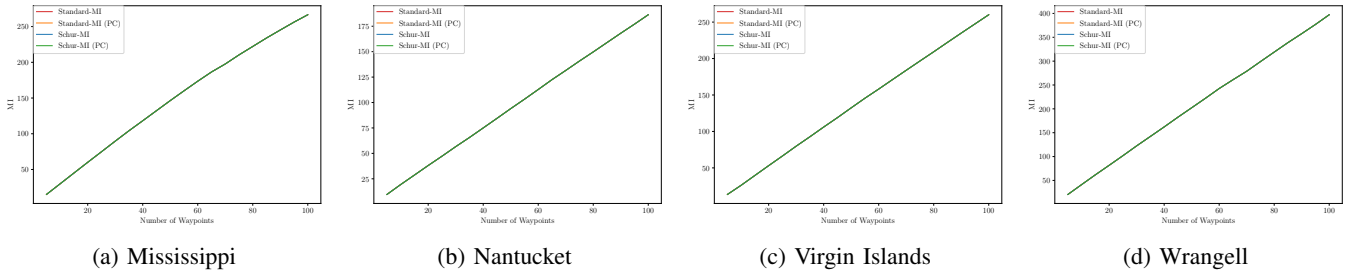 Standard-MI
Standard-MI (PC)
Schur-MI
Schur-MI (PC)
250
200
150
100
50
MI
20 40 60 80 100
Number of Waypoints
(a) Mississippi
Standard-MI
Standard-MI (PC)
Schur-MI
Schur-MI (PC)
175
150
125
100
75
50
25
MI
20 40 60 80 100
Number of Waypoints
(b) Nantucket
Standard-MI
Standard-MI (PC)
Schur-MI
Schur-MI (PC)
250
200
150
100
50
MI
20 40 60 80 100
Number of Waypoints
(c) Virgin Islands
Standard-MI
Standard-MI (PC)
Schur-MI
Schur-MI (PC)
400
350
300
250
200
150
100
50
MI
20 40 60 80 100
Number of Waypoints
(d) Wrangell